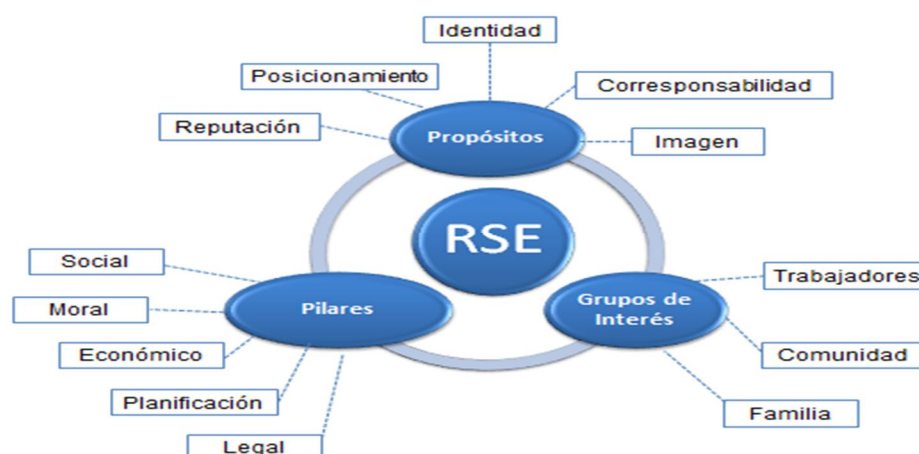 Identidad
Posicionamiento
Corresponsabilidad
Reputación
Propósitos
Imagen
RSE
Social
Trabajadores
Moral
Pilares
Grupos de
Interés
Económico
Comunidad
Planificación
Familia
Legal